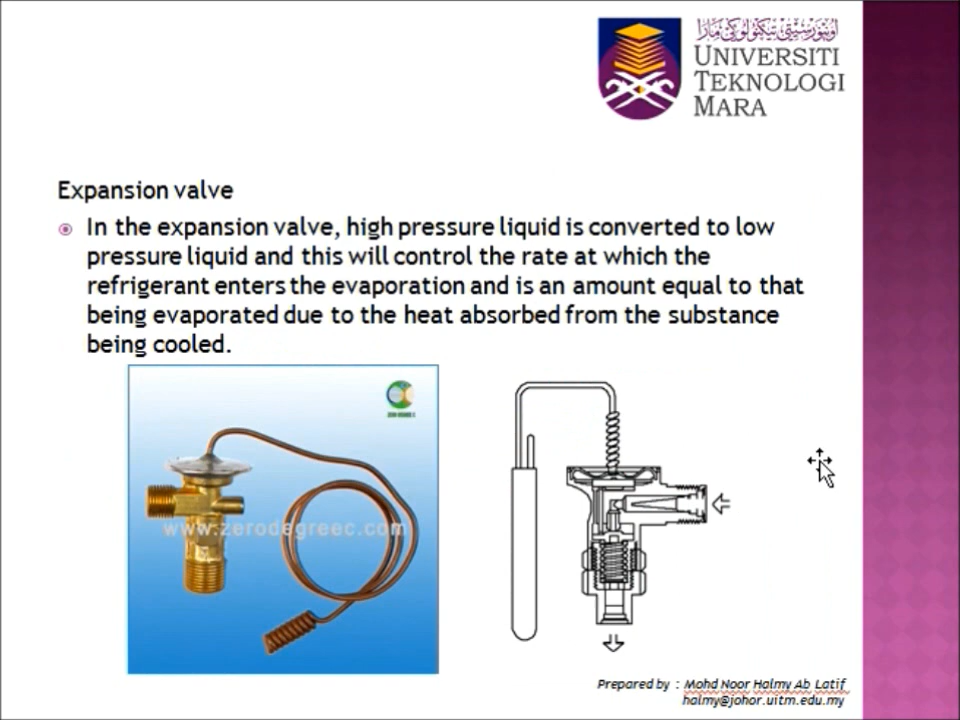 اونيۏرسيتي تيكنولوڬي مارا
UNIVERSITI
TEKNOLOGI
MARA
Expansion valve
In the expansion valve, high pressure liquid is converted to low
pressure liquid and this will control the rate at which the
refrigerant enters the evaporation and is an amount equal to that
being evaporated due to the heat absorbed from the substance
being cooled.
www.zerodegreec.com
Prepared by : Mohd Noor Halmy Ab Latif
halmy@johor.uitm.edu.my